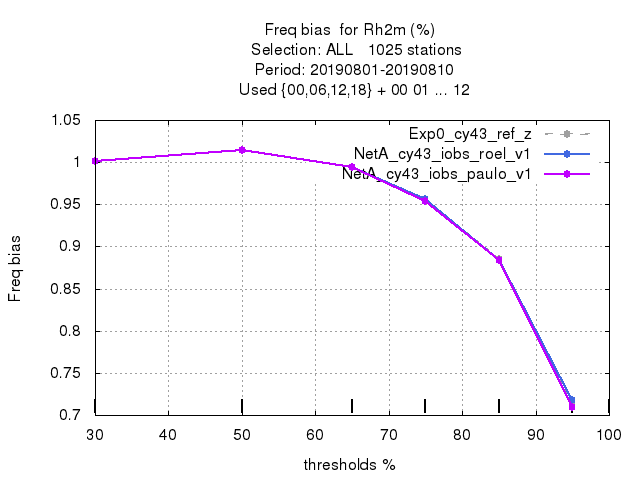 Freq bias for Rh2m (%)
Selection: ALL 1025 stations
Period: 20190801-20190810
Used {00,06,12,18} + 00 01 ... 12
Exp0_cy43_ref_z
NetA_cy43_iobs_roel_v1
NetA_cy43_iobs_paulo_v1
1.05
1
0.95
0.9
0.85
0.8
0.75
0.7
Freq bias
30 40 50 60 70 80 90 100
thresholds %